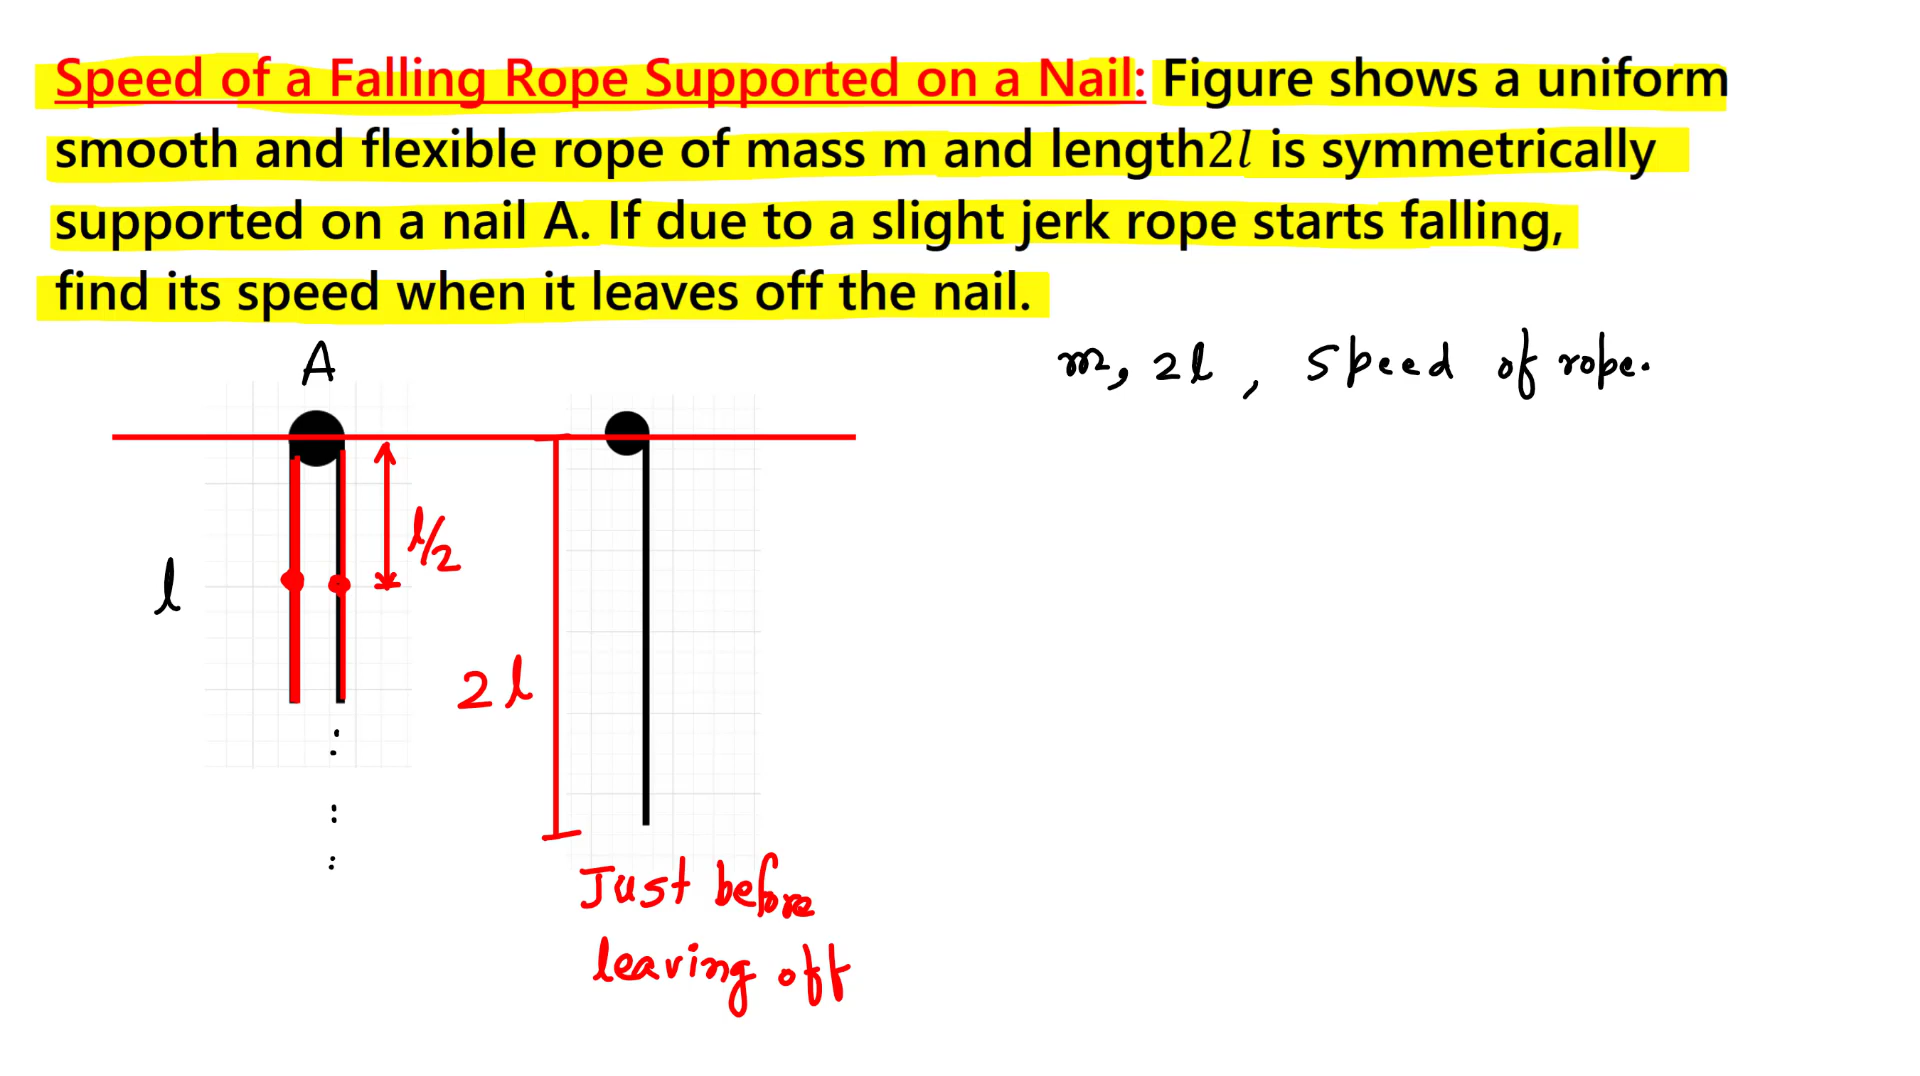 Speed of a Falling Rope Supported on a Nail: Figure shows a uniform
smooth and flexible rope of mass m and length2l is symmetrically
supported on a nail A. If due to a slight jerk rope starts falling,
find its speed when it leaves off the nail.
m, 2l, Speed of rope.
A
l/2
l
2l
Just before
leaving off